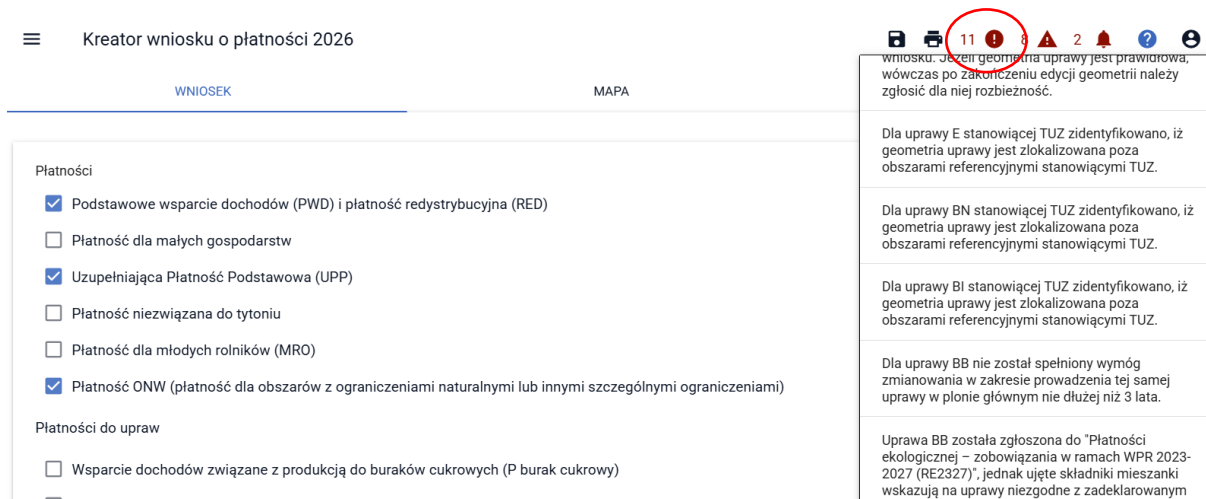 Kreator wniosku o płatności 2026
11 8 2
WNIOSEK
MAPA
Płatności
Podstawowe wsparcie dochodów (PWD) i płatność redystrybucyjna (RED)
Płatność dla małych gospodarstw
Uzupełniająca Płatność Podstawowa (UPP)
Płatność niezwiązana do tytoniu
Płatność dla młodych rolników (MRO)
Płatność ONW (płatność dla obszarów z ograniczeniami naturalnymi lub innymi szczególnymi ograniczeniami)
Płatności do upraw
Wsparcie dochodów związane z produkcją do buraków cukrowych (P burak cukrowy)
wniosku. Jeżeli geometria uprawy jest prawidłowa,
wówczas po zakończeniu edycji geometrii należy
zgłosić dla niej rozbieżność.
Dla uprawy E stanowiącej TUZ zidentyfikowano, iż
geometria uprawy jest zlokalizowana poza
obszarami referencyjnymi stanowiącymi TUZ.
Dla uprawy BN stanowiącej TUZ zidentyfikowano, iż
geometria uprawy jest zlokalizowana poza
obszarami referencyjnymi stanowiącymi TUZ.
Dla uprawy BI stanowiącej TUZ zidentyfikowano, iż
geometria uprawy jest zlokalizowana poza
obszarami referencyjnymi stanowiącymi TUZ.
Dla uprawy BB nie został spełniony wymóg
zmianowania w zakresie prowadzenia tej samej
uprawy w plonie głównym nie dłużej niż 3 lata.
Uprawa BB została zgłoszona do "Płatności
ekologicznej – zobowiązania w ramach WPR 2023-
2027 (RE2327)", jednak ujęte składniki mieszanki
wskazują na uprawy niezgodne z zadeklarowanym